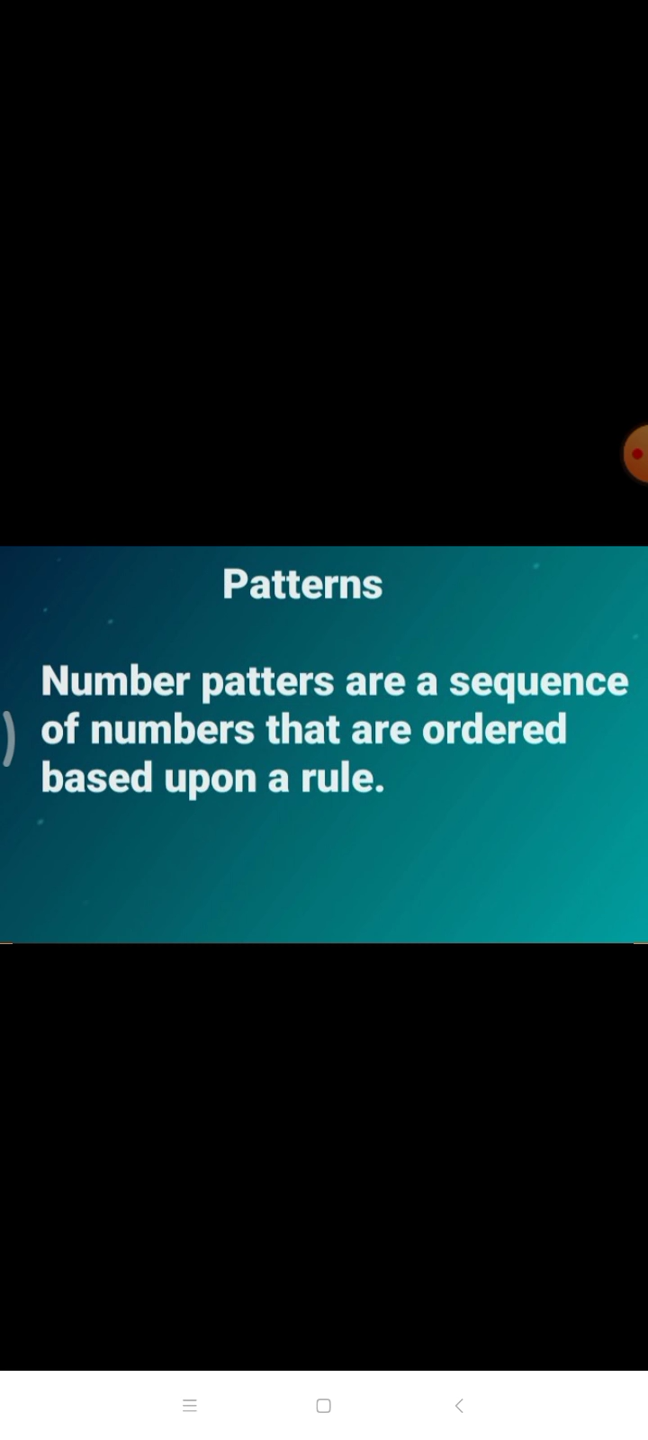 Patterns
Number patters are a sequence
of numbers that are ordered
based upon a rule.